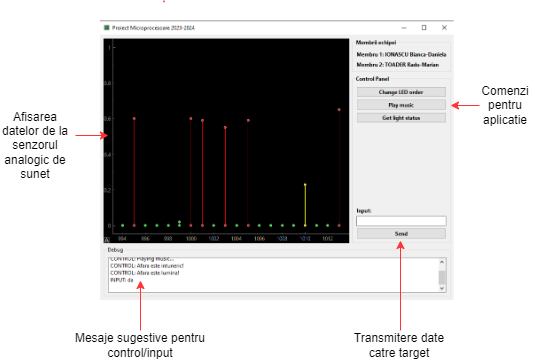 Proiect Microprocesoare 2023-2024
Membrii echipei
Membru 1: IONASCU Bianca-Daniela
Membru 2: TOADER Radu-Marian
Control Panel
Change LED order
Play music
Get light status
Comenzi
pentru
aplicatie
Afisarea
datelor de la
senzorul
analogic de
sunet
1
0.8
0.6
0.4
0.2
0
994 996 998 1000 1002 1004 1006 1008 1010 1012
A
Input:
Send
Debug
CONTROL: Playing music...
CONTROL: Afara este intuneric!
CONTROL: Afara este lumina!
INPUT: da
Mesaje sugestive pentru
control/input
Transmitere date
catre target